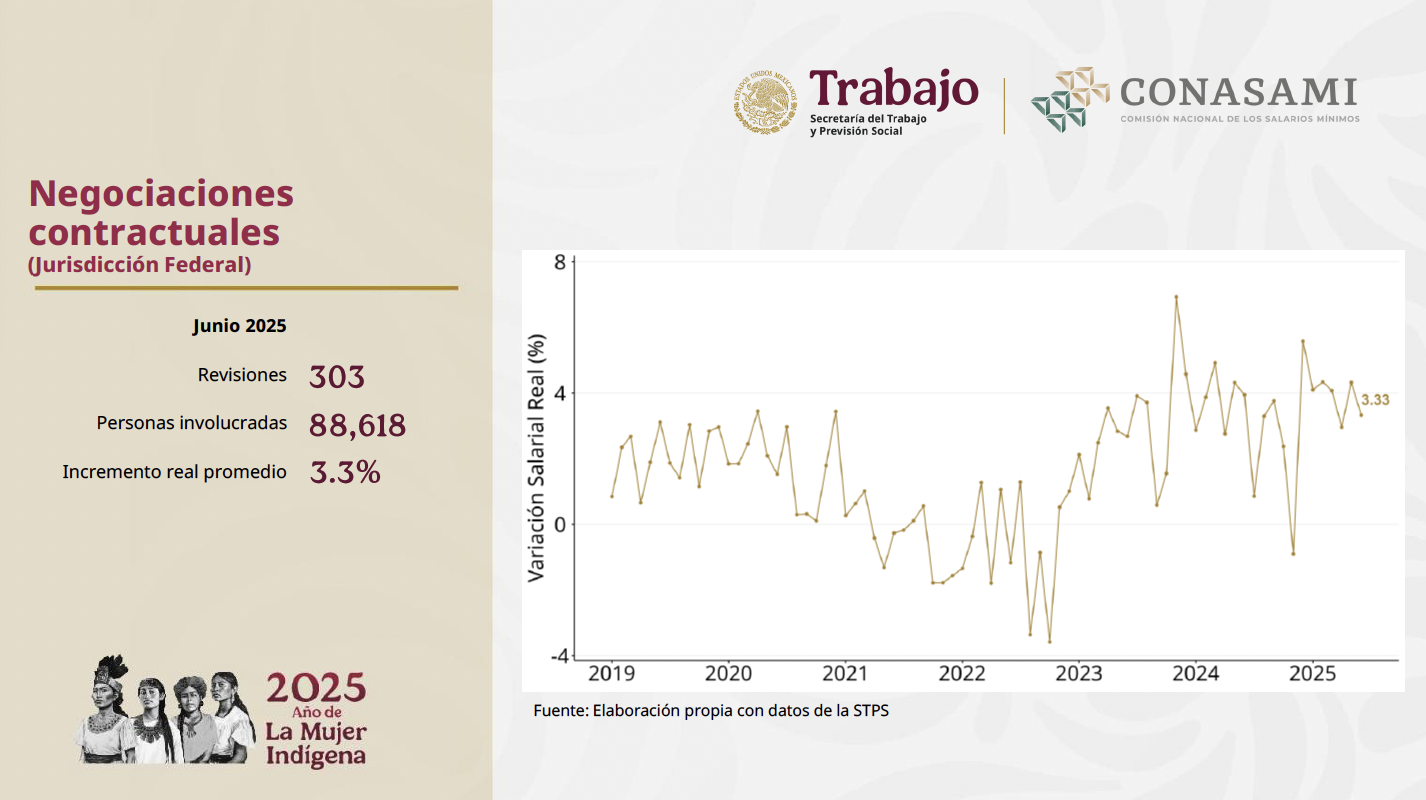 ESTADOS UNIDOS MEXICANOS
Trabajo
Secretaría del Trabajo
y Previsión Social
CONASAMI
COMISIÓN NACIONAL DE LOS SALARIOS MÍNIMOS
Negociaciones
contractuales
(Jurisdicción Federal)
Junio 2025
Revisiones 303
Personas involucradas 88,618
Incremento real promedio 3.3%
2025
Año de
La Mujer
Indígena
Variación Salarial Real (%)
8
4
0
-4
3.33
2019 2020 2021 2022 2023 2024 2025
Fuente: Elaboración propia con datos de la STPS